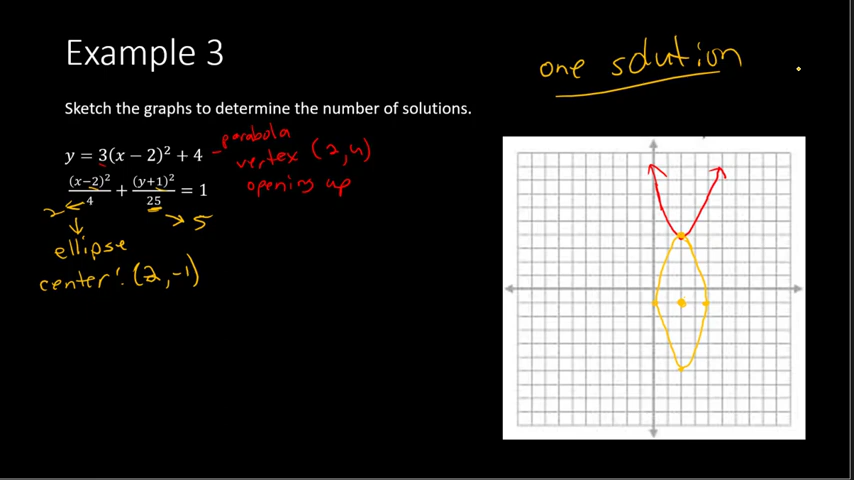 Example 3
one solution
Sketch the graphs to determine the number of solutions.
y = 3(x − 2)² + 4
- parabola
vertex (2,4)
opening up
(x−2)²/4 + (y+1)²/25 = 1
2 ← → 5
↓
ellipse
center: (2,-1)